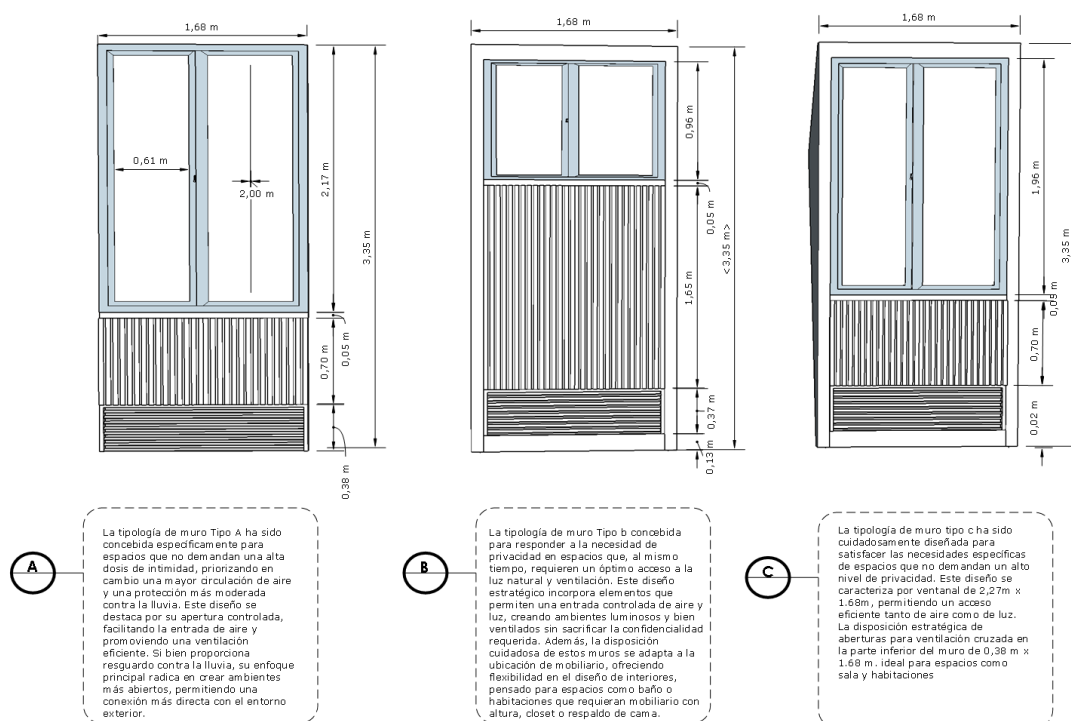 1,68 m
1,68 m
1,68 m
0,61 m
2,00 m
2,17 m
3,35 m
0,70 m
0,05 m
0,38 m
0,96 m
0,05 m
<3,35 m>
1,65 m
0,37 m
0,13 m
1,96 m
3,35 m
0,05 m
0,70 m
0,02 m
A
La tipología de muro Tipo A ha sido
concebida específicamente para
espacios que no demandan una alta
dosis de intimidad, priorizando en
cambio una mayor circulación de aire
y una protección más moderada
contra la lluvia. Este diseño se
destaca por su apertura controlada,
facilitando la entrada de aire y
promoviendo una ventilación
eficiente. Si bien proporciona
resguardo contra la lluvia, su enfoque
principal radica en crear ambientes
más abiertos, permitiendo una
conexión más directa con el entorno
exterior.
B
La tipología de muro Tipo b concebida
para responder a la necesidad de
privacidad en espacios que, al mismo
tiempo, requieren un óptimo acceso a la
luz natural y ventilación. Este diseño
estratégico incorpora elementos que
permiten una entrada controlada de aire y
luz, creando ambientes luminosos y bien
ventilados sin sacrificar la confidencialidad
requerida. Además, la disposición
cuidadosa de estos muros se adapta a la
ubicación de mobiliario, ofreciendo
flexibilidad en el diseño de interiores,
pensado para espacios como baño o
habitaciones que requieran mobiliario con
altura, closet o respaldo de cama.
C
La tipología de muro tipo c ha sido
cuidadosamente diseñada para
satisfacer las necesidades específicas
de espacios que no demandan un alto
nivel de privacidad. Este diseño se
caracteriza por ventanal de 2,27m x
1.68m, permitiendo un acceso
eficiente tanto de aire como de luz.
La disposición estratégica de
aberturas para ventilación cruzada en
la parte inferior del muro de 0,38 m x
1.68 m. ideal para espacios como
sala y habitaciones